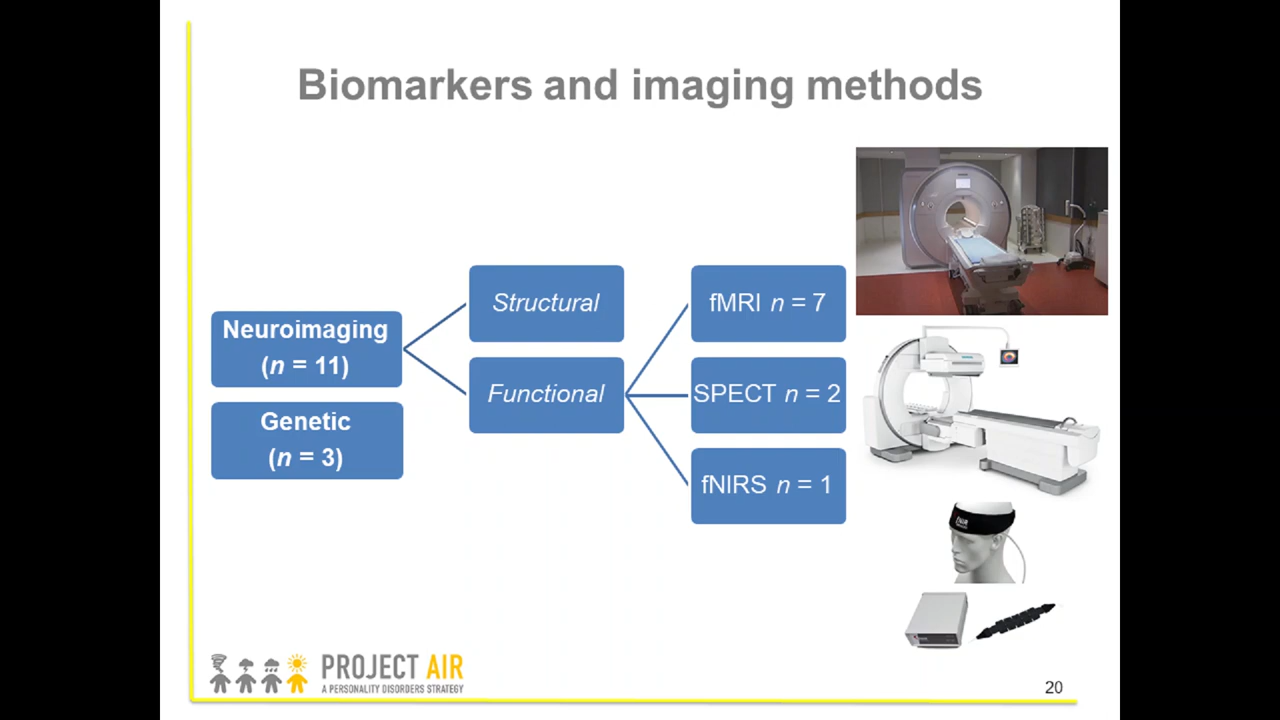 Biomarkers and imaging methods
Neuroimaging
(n = 11)
Genetic
(n = 3)
Structural
Functional
fMRI n = 7
SPECT n = 2
fNIRS n = 1
PROJECT AIR
A PERSONALITY DISORDERS STRATEGY
20